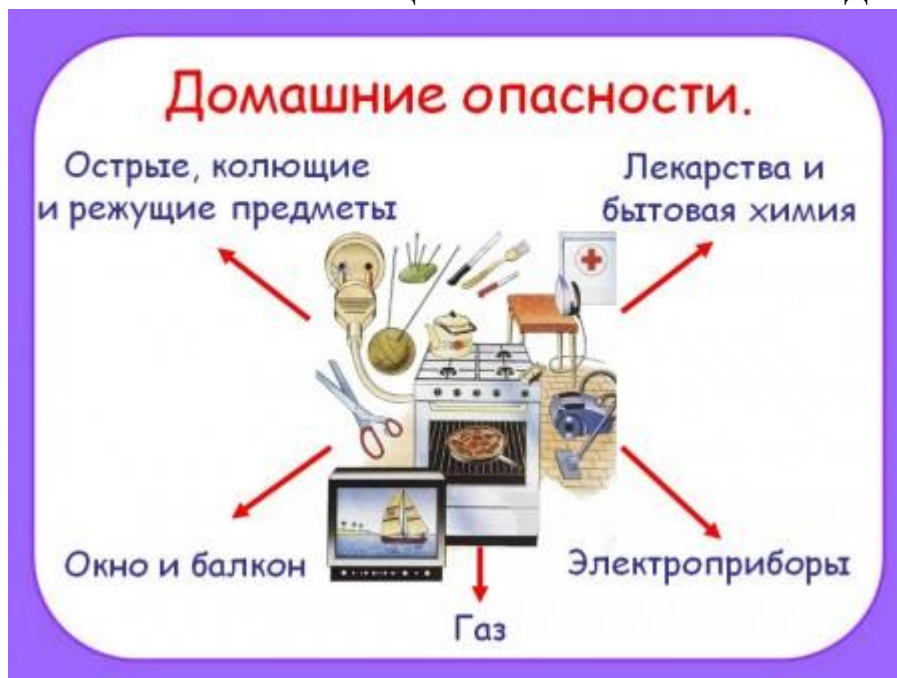 Домашние опасности.
Острые, колющие
и режущие предметы
Лекарства и
бытовая химия
Окно и балкон
Электроприборы
Газ